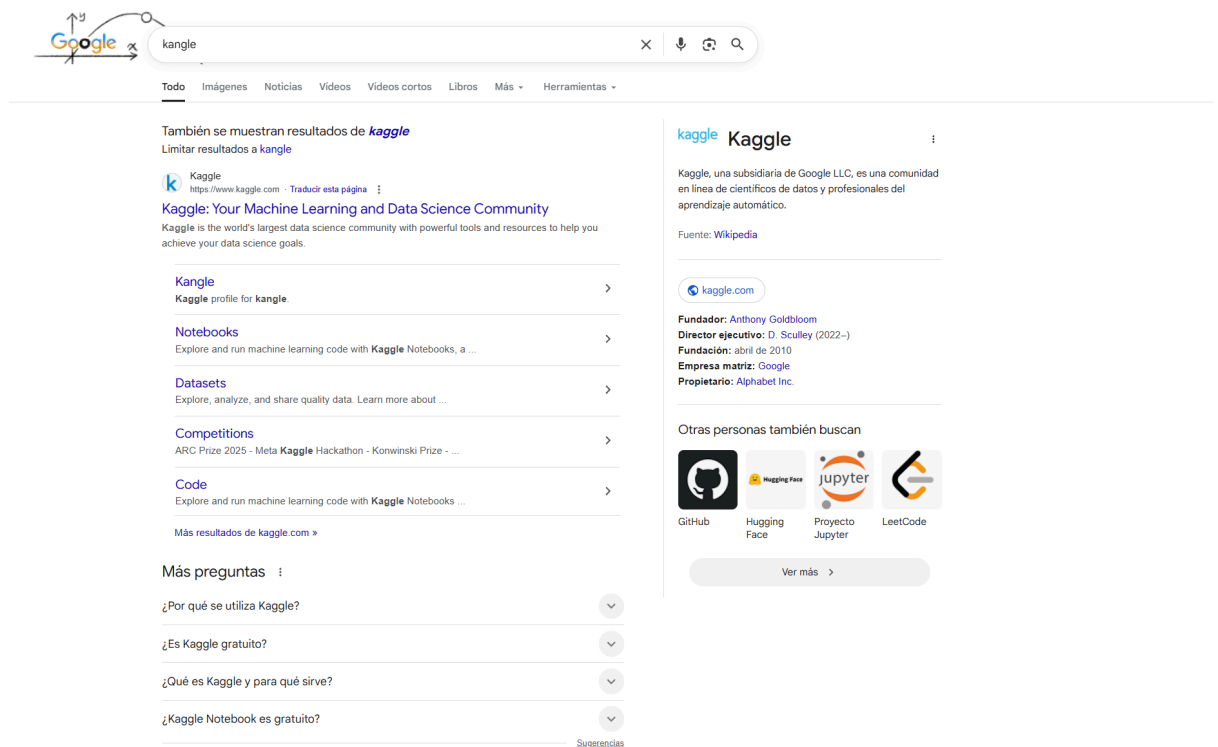 y
Google x
kangle
Todo Imágenes Noticias Vídeos Vídeos cortos Libros Más Herramientas
También se muestran resultados de kaggle
Limitar resultados a kangle
k
Kaggle
https://www.kaggle.com · Traducir esta página
Kaggle: Your Machine Learning and Data Science Community
Kaggle is the world's largest data science community with powerful tools and resources to help you
achieve your data science goals.
Kangle
Kaggle profile for kangle.
Notebooks
Explore and run machine learning code with Kaggle Notebooks, a ...
Datasets
Explore, analyze, and share quality data. Learn more about ...
Competitions
ARC Prize 2025 - Meta Kaggle Hackathon - Konwinski Prize - ...
Code
Explore and run machine learning code with Kaggle Notebooks ...
Más resultados de kaggle.com »
Más preguntas
¿Por qué se utiliza Kaggle?
¿Es Kaggle gratuito?
¿Qué es Kaggle y para qué sirve?
¿Kaggle Notebook es gratuito?
Sugerencias
kaggle Kaggle
Kaggle, una subsidiaria de Google LLC, es una comunidad
en línea de científicos de datos y profesionales del
aprendizaje automático.
Fuente: Wikipedia
kaggle.com
Fundador: Anthony Goldbloom
Director ejecutivo: D. Sculley (2022–)
Fundación: abril de 2010
Empresa matriz: Google
Propietario: Alphabet Inc.
Otras personas también buscan
Hugging Face
jupyter
GitHub
Hugging
Face
Proyecto
Jupyter
LeetCode
Ver más